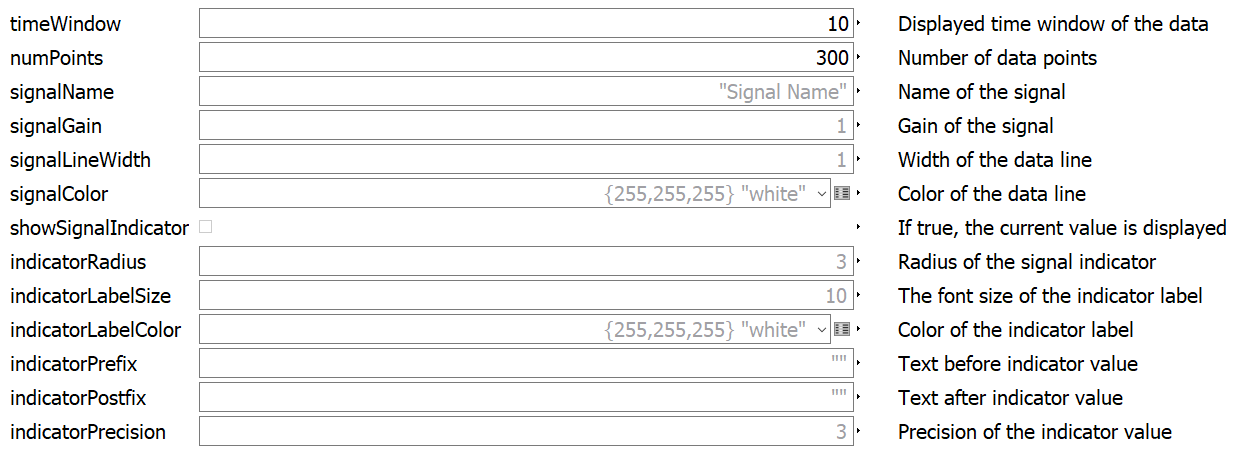 timeWindow 10 Displayed time window of the data
numPoints 300 Number of data points
signalName "Signal Name" Name of the signal
signalGain 1 Gain of the signal
signalLineWidth 1 Width of the data line
signalColor {255,255,255} "white" Color of the data line
showSignalIndicator If true, the current value is displayed
indicatorRadius 3 Radius of the signal indicator
indicatorLabelSize 10 The font size of the indicator label
indicatorLabelColor {255,255,255} "white" Color of the indicator label
indicatorPrefix "" Text before indicator value
indicatorPostfix "" Text after indicator value
indicatorPrecision 3 Precision of the indicator value